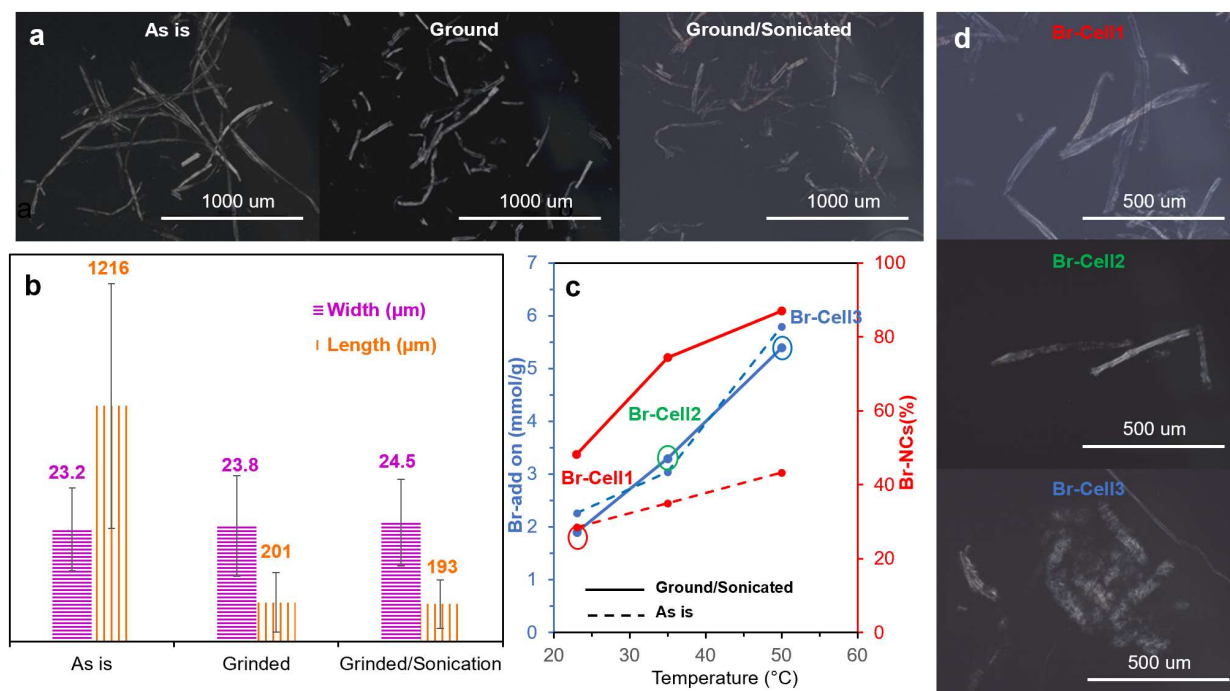 a
As is
Ground
Ground/Sonicated
a
1000 um
1000 um
1000 um
b
1216
Width (µm)
Length (µm)
23.2
23.8
201
24.5
193
As is
Grinded
Grinded/Sonication
c
Br-add on (mmol/g)
7
6
5
4
3
2
1
0
100
80
60
40
20
0
Br-NCs(%)
Br-Cell3
Br-Cell2
Br-Cell1
Ground/Sonicated
As is
20
30
40
50
60
Temperature (°C)
d
Br-Cell1
500 um
Br-Cell2
500 um
Br-Cell3
500 um